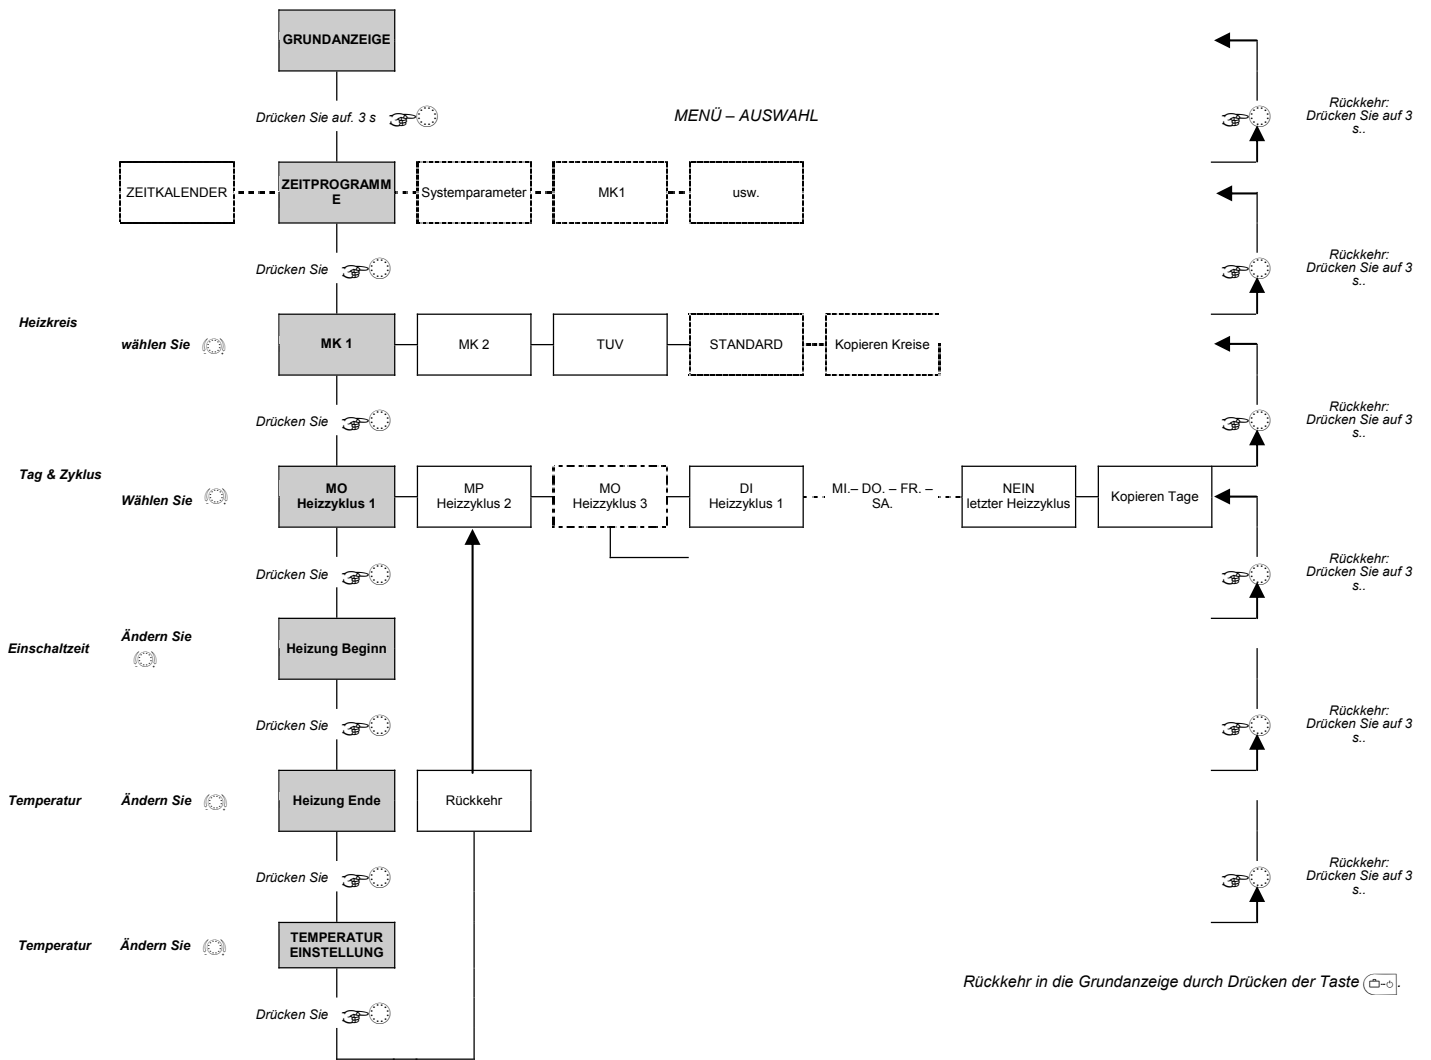 GRUNDANZEIGE
Drücken Sie auf. 3 s
MENÜ – AUSWAHL
Rückkehr:
Drücken Sie auf 3
s..
ZEITKALENDER
ZEITPROGRAMM
E
Systemparameter
MK1
usw.
Drücken Sie
Rückkehr:
Drücken Sie auf 3
s..
Heizkreis
wählen Sie
MK 1
MK 2
TUV
STANDARD
Kopieren Kreise
Drücken Sie
Rückkehr:
Drücken Sie auf 3
s..
Tag & Zyklus
Wählen Sie
MO
Heizzyklus 1
MP
Heizzyklus 2
MO
Heizzyklus 3
DI
Heizzyklus 1
MI.– DO. – FR. –
SA.
NEIN
letzter Heizzyklus
Kopieren Tage
Drücken Sie
Rückkehr:
Drücken Sie auf 3
s..
Einschaltzeit
Ändern Sie
Heizung Beginn
Drücken Sie
Rückkehr:
Drücken Sie auf 3
s..
Temperatur
Ändern Sie
Heizung Ende
Rückkehr
Drücken Sie
Rückkehr:
Drücken Sie auf 3
s..
Temperatur
Ändern Sie
TEMPERATUR
EINSTELLUNG
Rückkehr in die Grundanzeige durch Drücken der Taste .
Drücken Sie